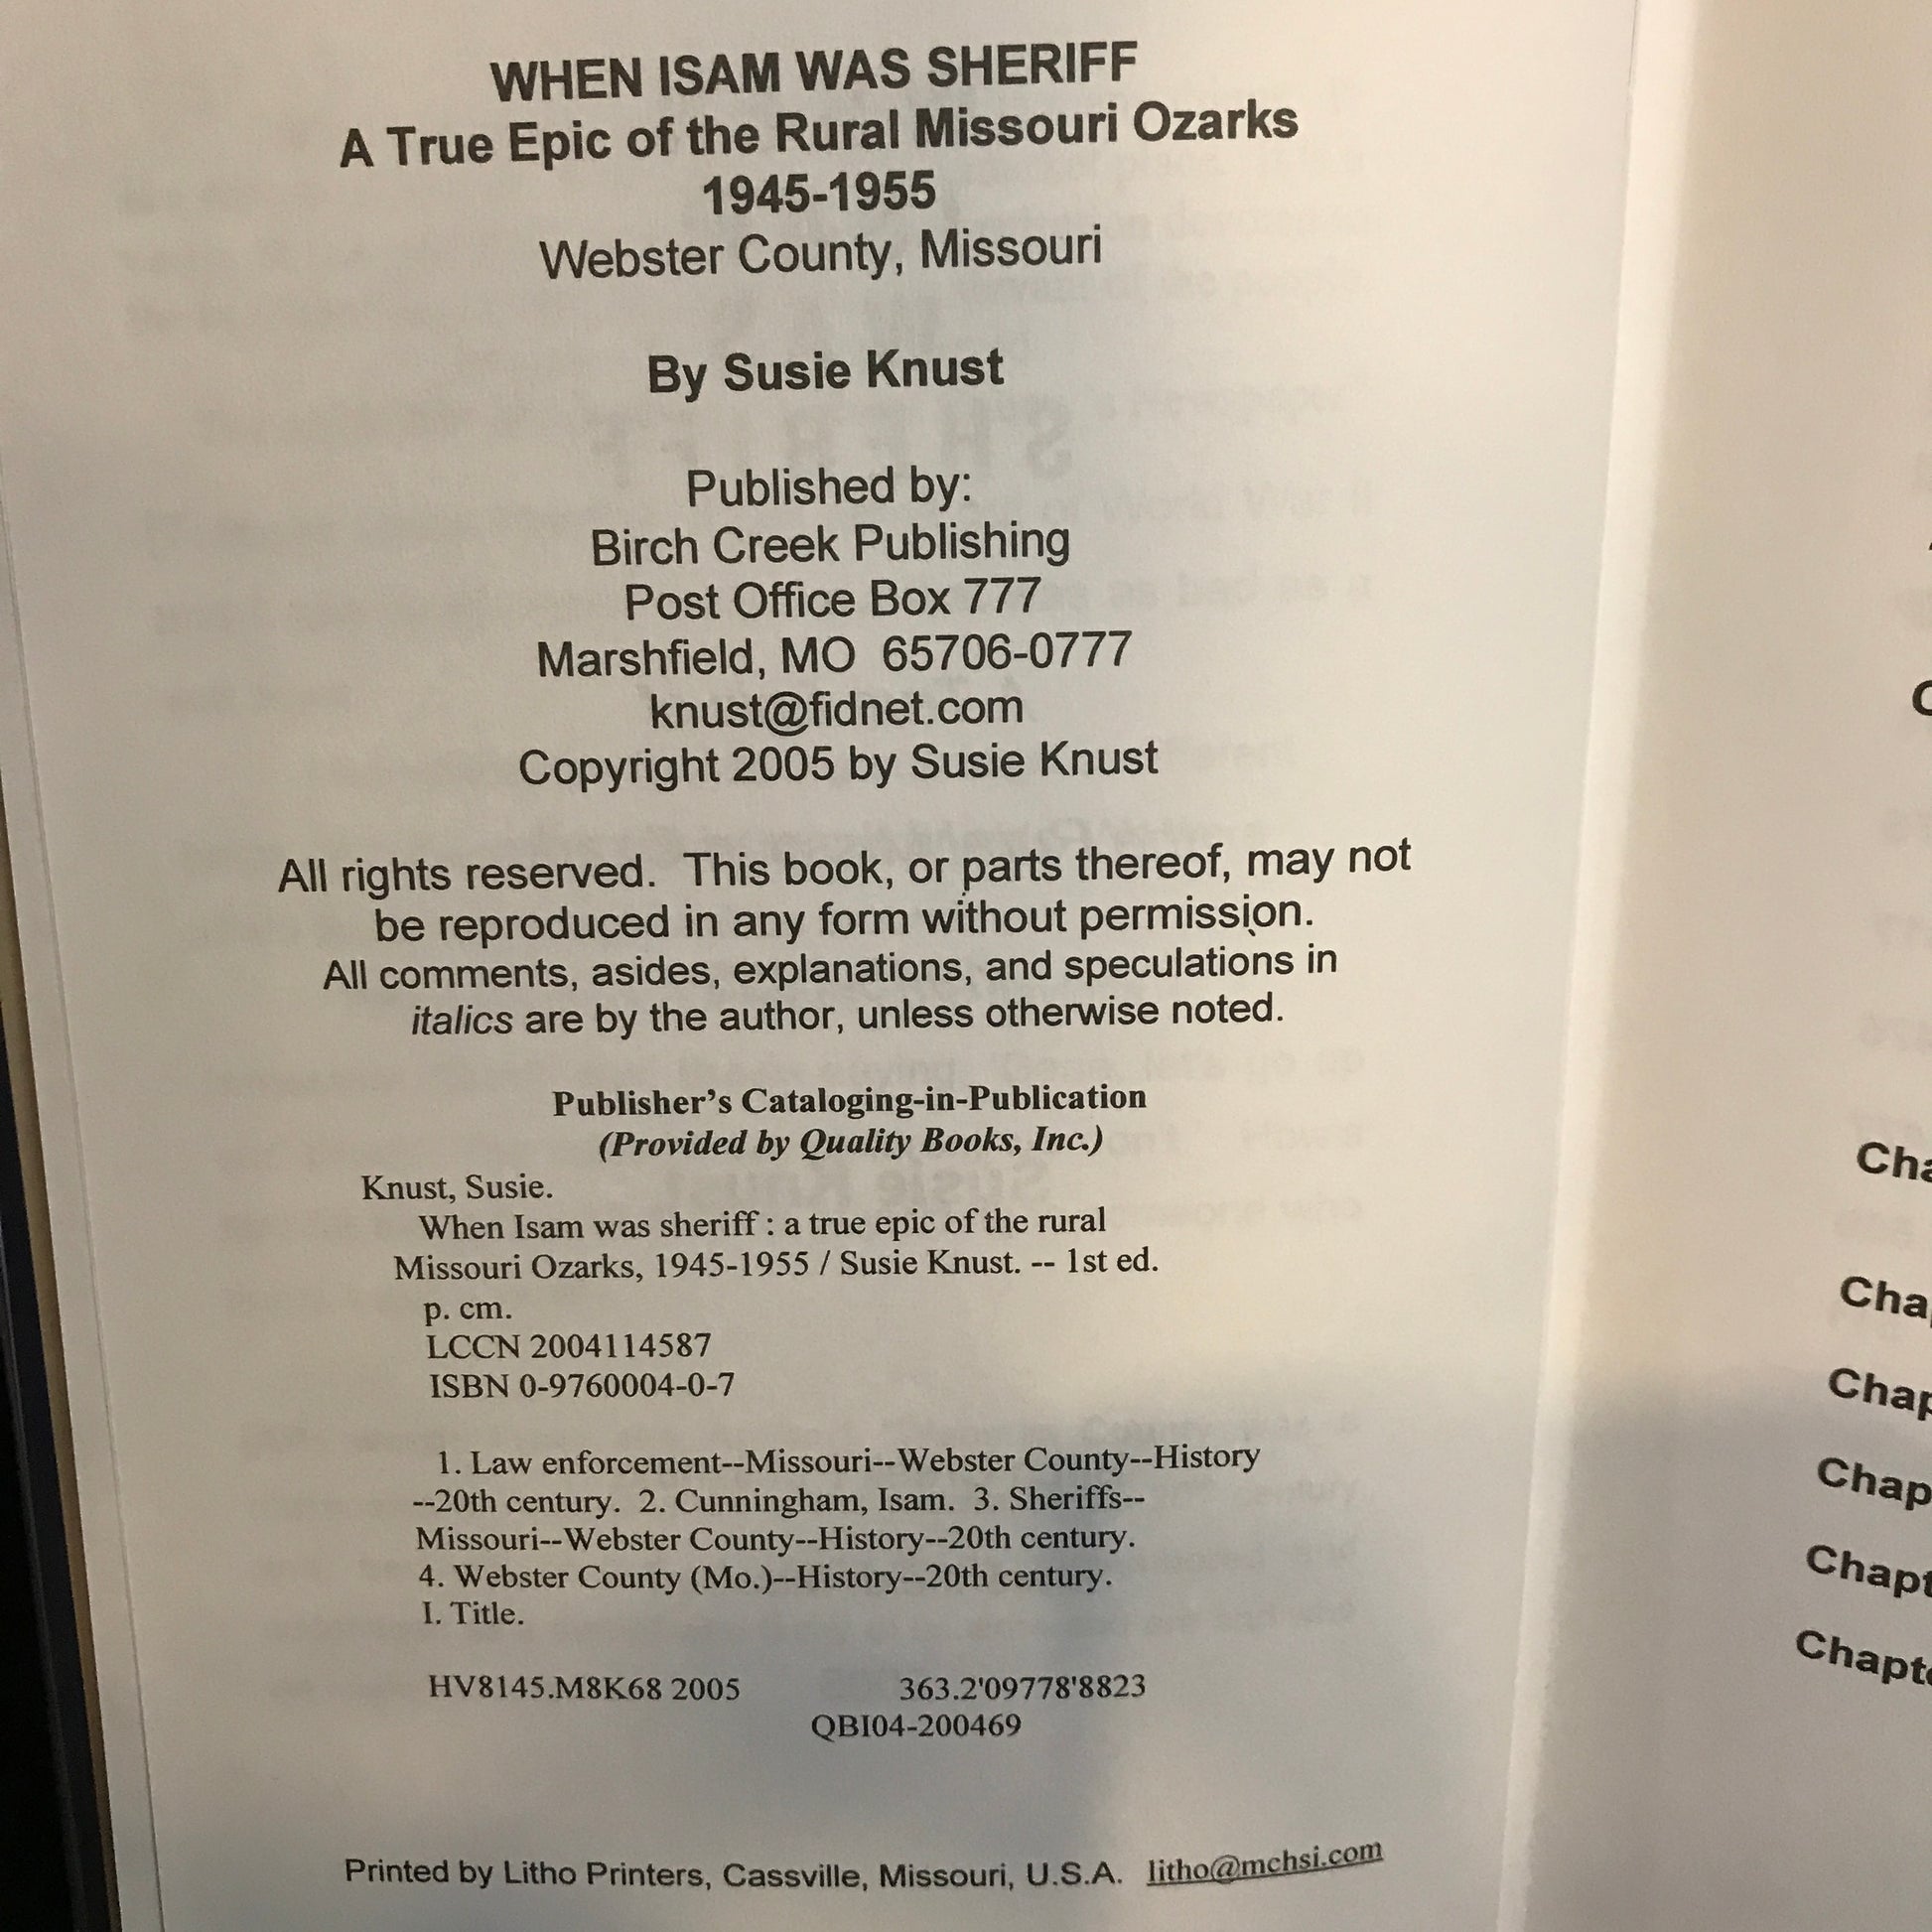 WHEN ISAM WAS SHERIFF
A True Epic of the Rural Missouri Ozarks
1945-1955
Webster County, Missouri
By Susie Knust
Published by:
Birch Creek Publishing
Post Office Box 777
Marshfield, MO 65706-0777
knust@fidnet.com
Copyright 2005 by Susie Knust
All rights reserved. This book, or parts thereof, may not
be reproduced in any form without permission.
All comments, asides, explanations, and speculations in
italics are by the author, unless otherwise noted.
Publisher's Cataloging-in-Publication
(Provided by Quality Books, Inc.)
Knust, Susie.
When Isam was sheriff : a true epic of the rural
Missouri Ozarks, 1945-1955 / Susie Knust. -- 1st ed.
p. cm.
LCCN 2004114587
ISBN 0-9760004-0-7
1. Law enforcement--Missouri--Webster County--History
--20th century. 2. Cunningham, Isam. 3. Sheriffs--
Missouri--Webster County--History--20th century.
4. Webster County (Mo.)--History--20th century.
I. Title.
HV8145.M8K68 2005 363.2'09778'8823
QBI04-200469
Printed by Litho Printers, Cassville, Missouri, U.S.A. litho@mchsi.com
Cha
Cha
Chap
Chap
Chapt
Chapte